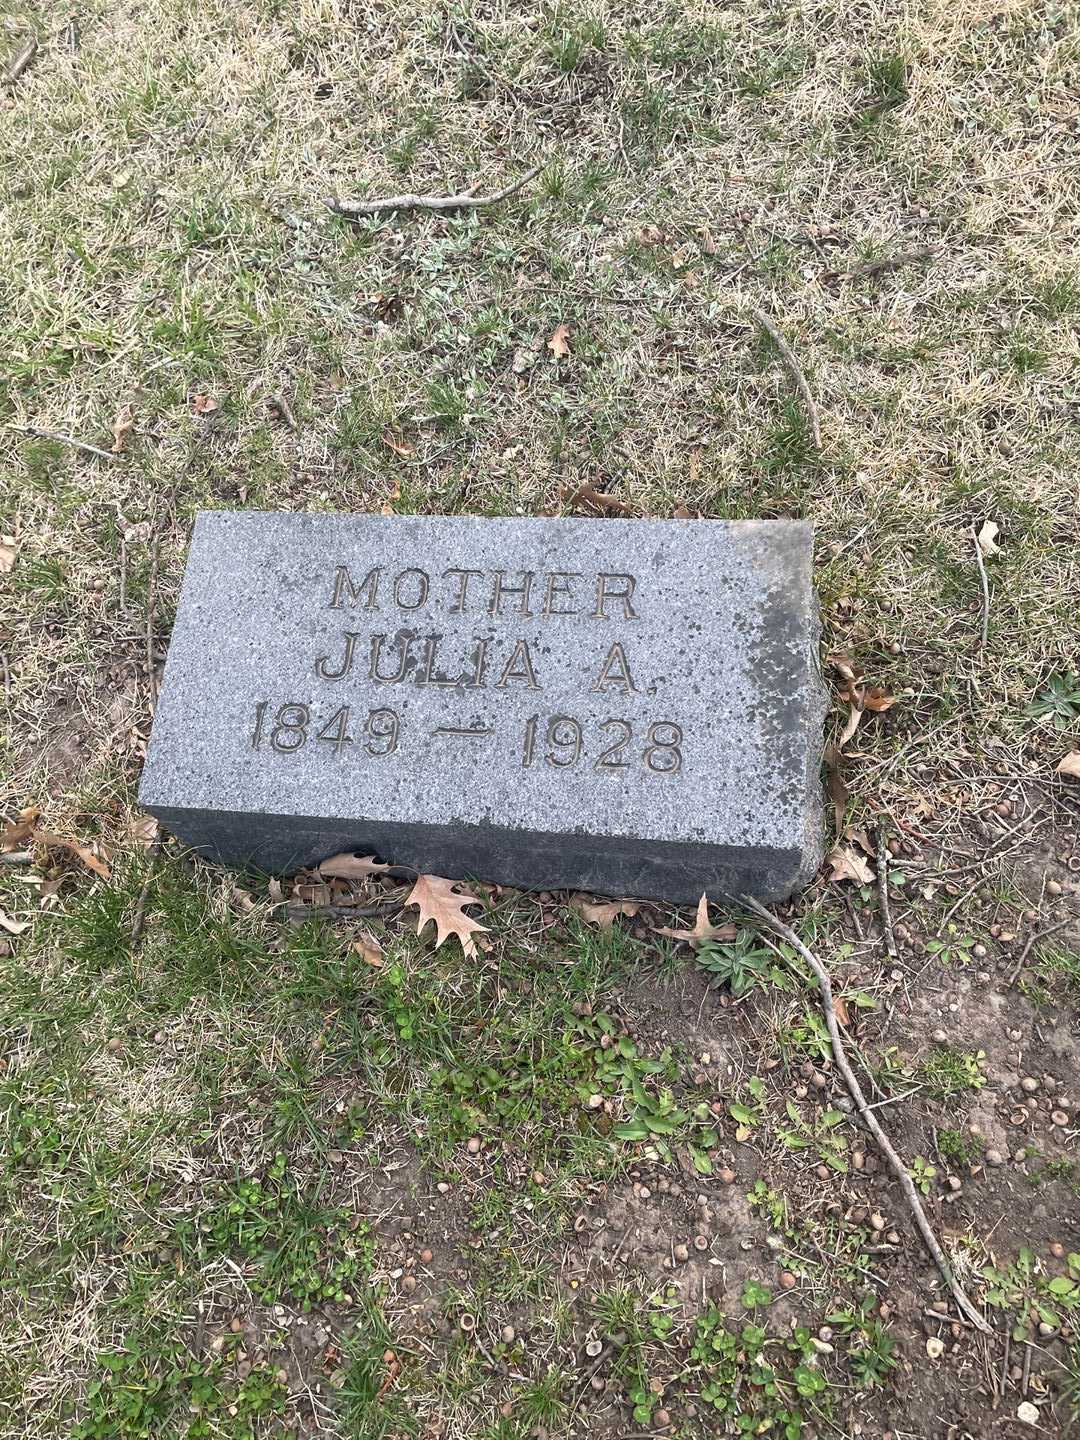 MOTHER
JULIA A.
1849 — 1928